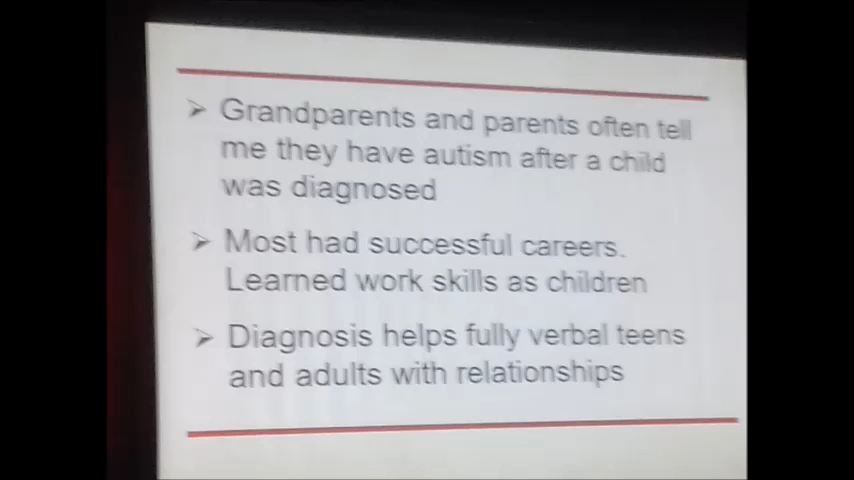 ➢ Grandparents and parents often tell
me they have autism after a child
was diagnosed
➢ Most had successful careers.
Learned work skills as children
➢ Diagnosis helps fully verbal teens
and adults with relationships